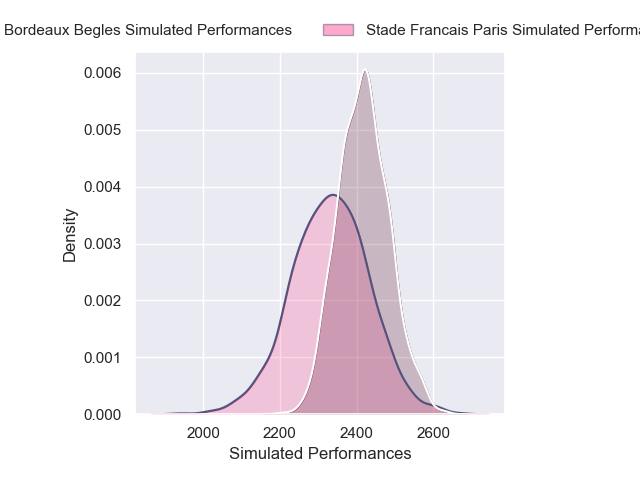 Bordeaux Begles Simulated Performances
Stade Francais Paris Simulated
0.006
0.005
0.004
0.003
0.002
0.001
0.000
Density
2000 2200 2400 2600
Simulated Performances